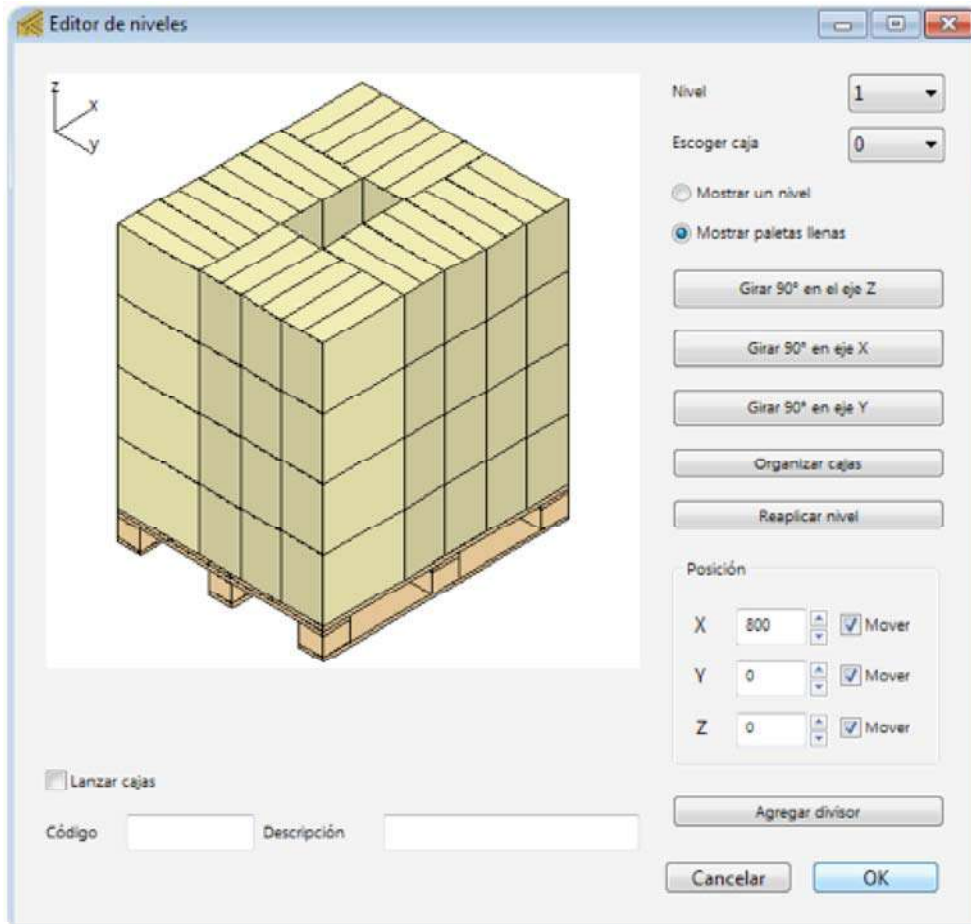 Editor de niveles
z
x
y
Nivel 1
Escoger caja 0
Mostrar un nivel
Mostrar paletas llenas
Girar 90° en el eje Z
Girar 90° en eje X
Girar 90° en eje Y
Organizar cajas
Reaplicar nivel
Posición
X 800 Mover
Y 0 Mover
Z 0 Mover
Lanzar cajas
Código Descripción
Agregar divisor
Cancelar OK